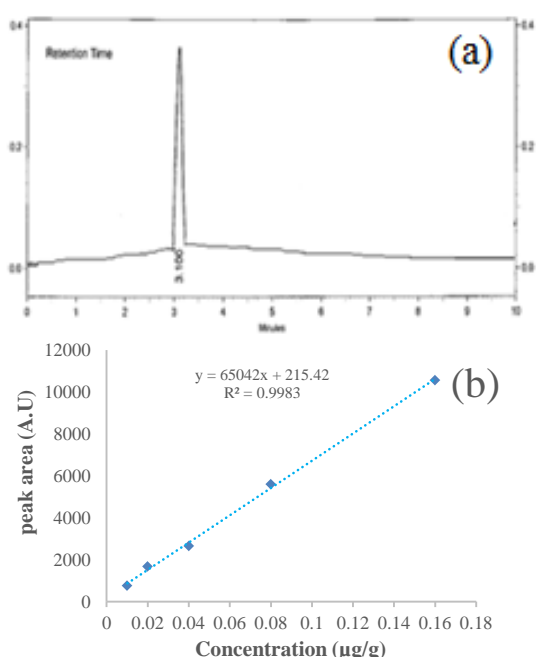 0.4
0.4
Retention Time
(a)
0.2
0.2
0.0
0.0
3.100
0 1 2 3 4 5 6 7 8 9 10
Minutes
12000
y = 65042x + 215.42
(b)
R² = 0.9983
10000
8000
6000
4000
2000
0
peak area (A.U)
0 0.02 0.04 0.06 0.08 0.1 0.12 0.14 0.16 0.18
Concentration (µg/g)